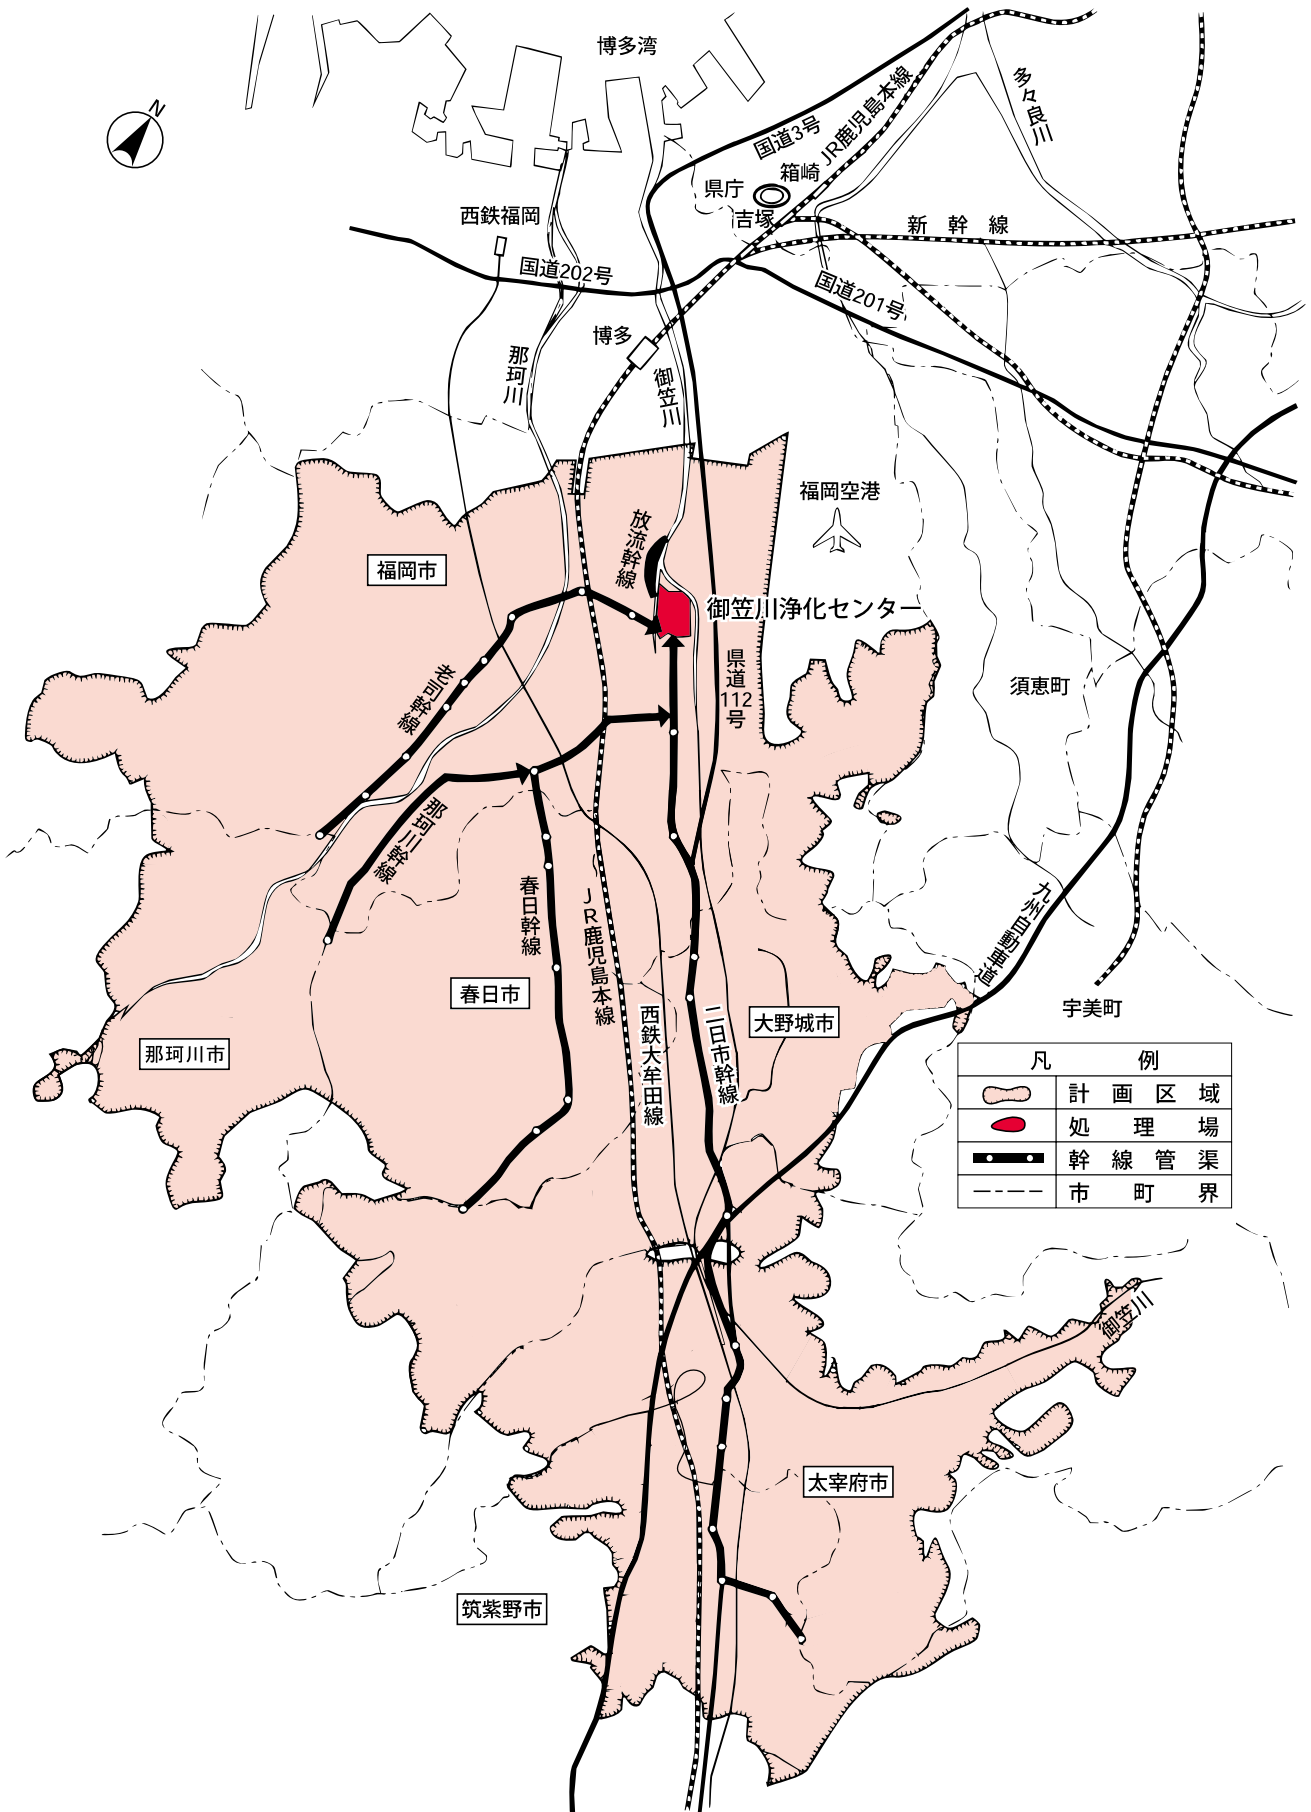 N
博多湾
多々良川
JR鹿児島本線
国道3号
箱崎
県庁
吉塚
西鉄福岡
新幹線
国道202号
国道201号
博多
那珂川
御笠川
福岡空港
放流幹線
福岡市
御笠川浄化センター
県道112号
老司幹線
須恵町
那珂川幹線
春日幹線
JR鹿児島本線
九州自動車道
春日市
西鉄大牟田線
二日市幹線
大野城市
宇美町
那珂川市
凡例
計画区域
処理場
幹線管渠
市町界
御笠川
太宰府市
筑紫野市